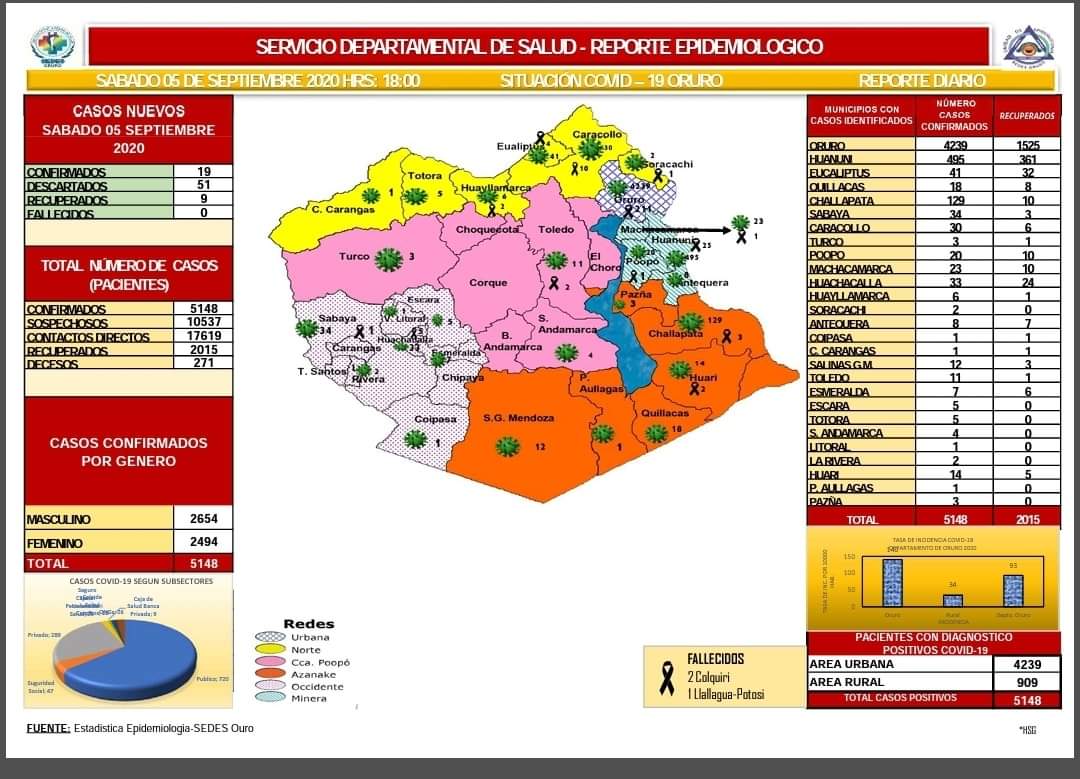 SERVICIO DEPARTAMENTAL DE SALUD - REPORTE EPIDEMIOLOGICO
SABADO 05 DE SEPTIEMBRE 2020 HRS: 18:00 SITUACIÓN COVID – 19 ORURO REPORTE DIARIO
CASOS NUEVOS
SABADO 05 SEPTIEMBRE
2020
CONFIRMADOS 19
DESCARTADOS 51
RECUPERADOS 9
FALLECIDOS 0
TOTAL NÚMERO DE CASOS
(PACIENTES)
CONFIRMADOS 5148
SOSPECHOSOS 10537
CONTACTOS DIRECTOS 17619
RECUPERADOS 2015
DECESOS 271
CASOS CONFIRMADOS
POR GENERO
MASCULINO 2654
FEMENINO 2494
TOTAL 5148
CASOS COVID-19 SEGUN SUBSECTORES
Caja de
Salud Banca
Privada; 9
Privado; 289
Seguridad
Social; 47
Publico; 720
Caracollo
430
Eualiptus
41
10
2
Soracachi
1
Totora
5
1
C. Carangas
Huayllamarca
6
2
4239
Oruro
231
Machacamarca
23
1
Choquecota
Toledo
11
2
Huanuni
25
495
Turco
3
El
Choro
Poopó
20
1
Antequera
8
Corque
Pazña
3
Escara
5
Sabaya
34
1
V. Litoral
1
Huachacalla
33
Carangas
Esmeralda
7
T. Santos
Rivera
2
Chipaya
S.
Andamarca
4
B.
Andamarca
Challapata
129
3
14
Huari
2
P.
Aullagas
1
Quillacas
18
S.G. Mendoza
12
Coipasa
1
Redes
Urbana
Norte
Cca. Poopó
Azanake
Occidente
Minera
FALLECIDOS
2 Colquiri
1 Llallagua-Potosi
MUNICIPIOS CON CASOS IDENTIFICADOS NÚMERO CASOS CONFIRMADOS RECUPERADOS
ORURO 4239 1525
HUANUNI 495 361
EUCALIPTUS 41 32
QUILLACAS 18 8
CHALLAPATA 129 10
SABAYA 34 3
CARACOLLO 30 6
TURCO 3 1
POOPO 20 10
MACHACAMARCA 23 10
HUACHACALLA 33 24
HUAYLLAMARCA 6 1
SORACACHI 2 0
ANTEQUERA 8 7
COIPASA 1 1
C. CARANGAS 1 1
SALINAS G.M. 12 3
TOLEDO 11 1
ESMERALDA 7 6
ESCARA 5 0
TOTORA 5 0
S. ANDAMARCA 4 0
LITORAL 1 0
LA RIVERA 2 0
HUARI 14 5
P. AULLAGAS 1 0
PAZÑA 3 0
TOTAL 5148 2015
TASA DE INCIDENCIA COVID-19
DEPARTAMENTO DE ORURO 2020
TASA DE INC. POR 10000
HAB
150
100
50
0
140
34
93
Oruro Rural Depto. Oruro
INCIDENCIA
PACIENTES CON DIAGNOSTICO
POSITIVOS COVID-19
AREA URBANA 4239
AREA RURAL 909
TOTAL CASOS POSITIVOS 5148
FUENTE: Estadistica Epidemiologia-SEDES Ouro
*HSG